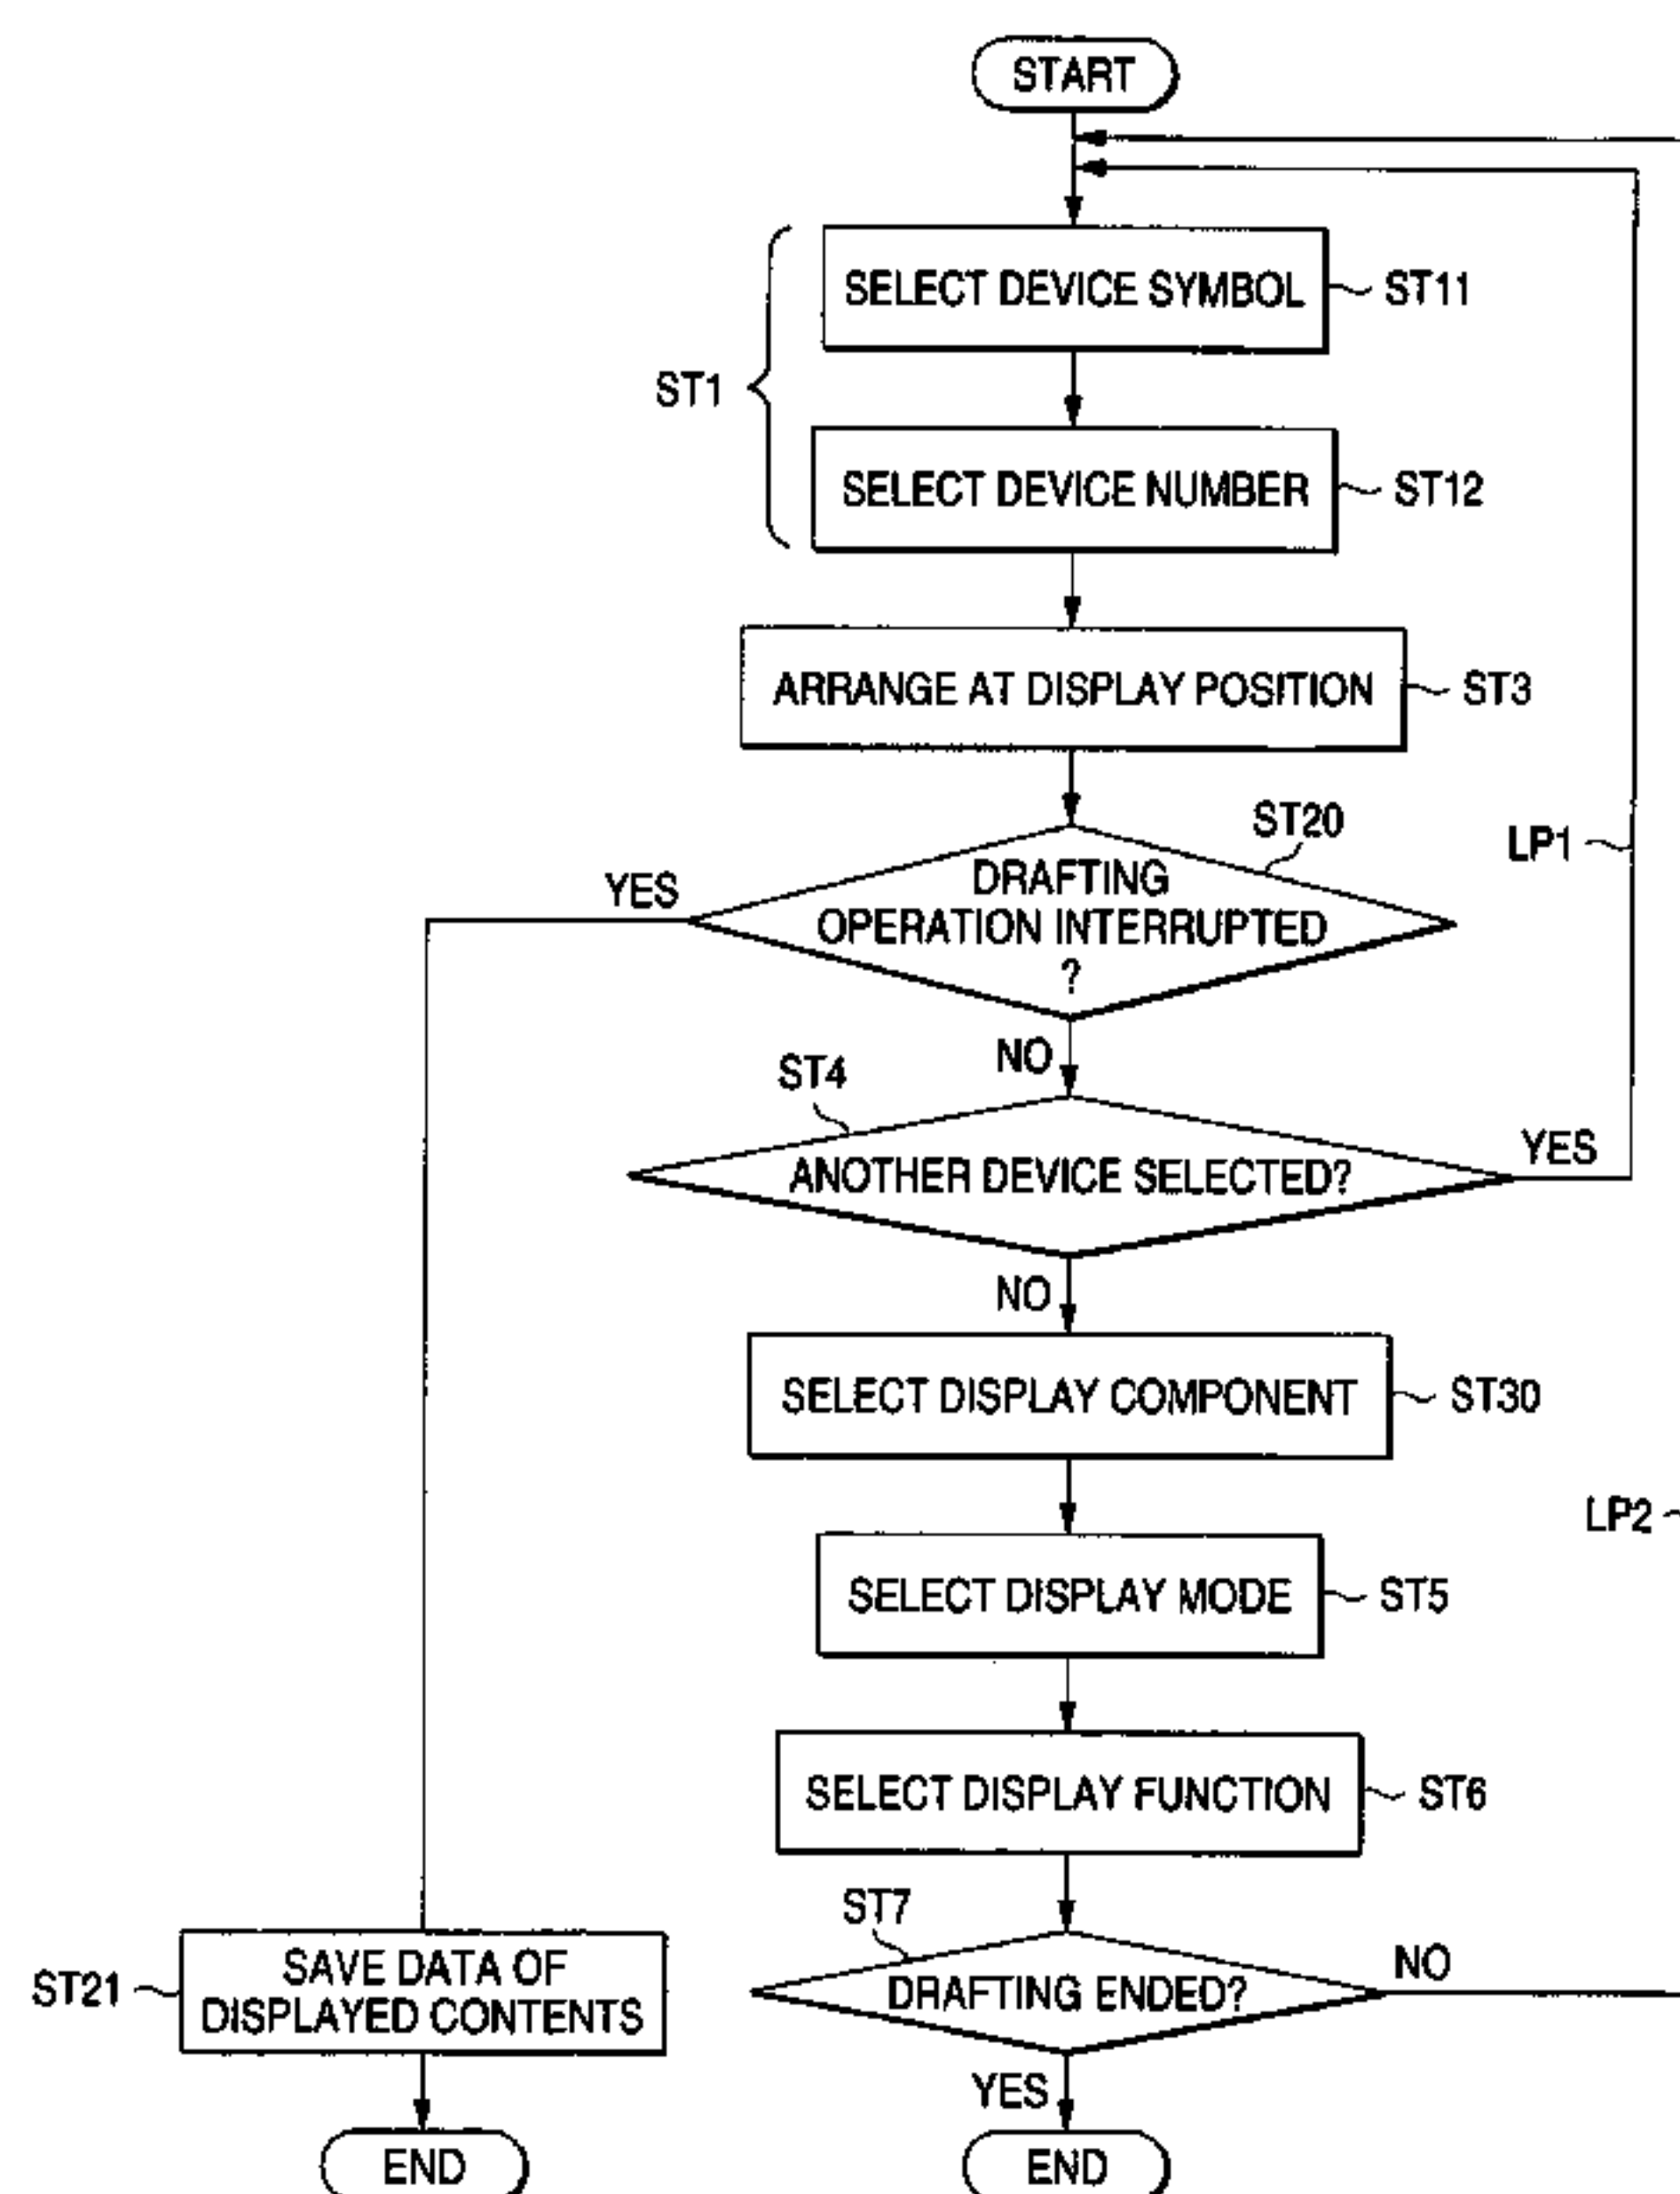 START
SELECT DEVICE SYMBOL
ST11
ST1
SELECT DEVICE NUMBER
ST12
ARRANGE AT DISPLAY POSITION
ST3
ST20
LP1
YES
DRAFTING
OPERATION INTERRUPTED
?
NO
ST4
ANOTHER DEVICE SELECTED?
YES
NO
SELECT DISPLAY COMPONENT
ST30
LP2
SELECT DISPLAY MODE
ST5
SELECT DISPLAY FUNCTION
ST6
ST7
DRAFTING ENDED?
NO
ST21
SAVE DATA OF
DISPLAYED CONTENTS
YES
END
END